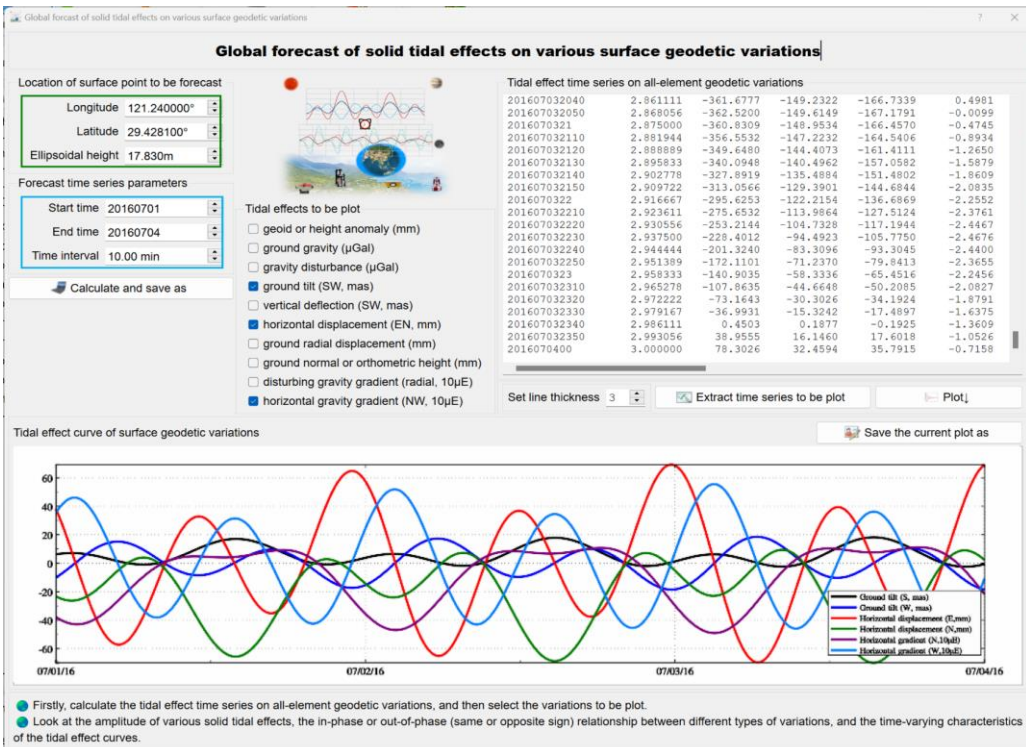 Global forcast of solid tidal effects on various surface geodetic variations
Global forecast of solid tidal effects on various surface geodetic variations
Location of surface point to be forecast
Longitude 121.240000°
Latitude 29.428100°
Ellipsoidal height 17.830m
Forecast time series parameters
Start time 20160701
End time 20160704
Time interval 10.00 min
Calculate and save as
Tidal effects to be plot
geoid or height anomaly (mm)
ground gravity (μGal)
gravity disturbance (μGal)
ground tilt (SW, mas)
vertical deflection (SW, mas)
horizontal displacement (EN, mm)
ground radial displacement (mm)
ground normal or orthometric height (mm)
disturbing gravity gradient (radial, 10μE)
horizontal gravity gradient (NW, 10μE)
Tidal effect time series on all-element geodetic variations
201607032040 2.861111 -361.6777 -149.2322 -166.7339 0.4981
201607032050 2.868056 -362.5200 -149.6149 -167.1791 -0.0099
2016070321 2.875000 -360.8309 -148.9534 -166.4570 -0.4745
201607032110 2.881944 -356.5532 -147.2232 -164.5406 -0.8934
201607032120 2.888889 -349.6480 -144.4073 -161.4111 -1.2650
201607032130 2.895833 -340.0948 -140.4962 -157.0582 -1.5879
201607032140 2.902778 -327.8919 -135.4884 -151.4802 -1.8609
201607032150 2.909722 -313.0566 -129.3901 -144.6844 -2.0835
2016070322 2.916667 -295.6253 -122.2154 -136.6869 -2.2552
201607032210 2.923611 -275.6532 -113.9864 -127.5124 -2.3761
201607032220 2.930556 -253.2144 -104.7328 -117.1944 -2.4467
201607032230 2.937500 -228.4012 -94.4923 -105.7750 -2.4676
201607032240 2.944444 -201.3240 -83.3096 -93.3045 -2.4400
201607032250 2.951389 -172.1101 -71.2370 -79.8413 -2.3655
2016070323 2.958333 -140.9035 -58.3336 -65.4516 -2.2456
201607032310 2.965278 -107.8635 -44.6648 -50.2085 -2.0827
201607032320 2.972222 -73.1643 -30.3026 -34.1924 -1.8791
201607032330 2.979167 -36.9931 -15.3242 -17.4897 -1.6375
201607032340 2.986111 0.4503 0.1877 -0.1925 -1.3609
201607032350 2.993056 38.9555 16.1460 17.6018 -1.0526
2016070400 3.000000 78.3026 32.4594 35.7915 -0.7158
Set line thickness 3
Extract time series to be plot
Plot↓
Tidal effect curve of surface geodetic variations
Save the current plot as
60
40
20
0
-20
-40
-60
07/01/16
07/02/16
07/03/16
07/04/16
Ground tilt (S, mas)
Ground tilt (W, mas)
Horizontal displacement (E,mm)
Horizontal displacement (N,mm)
Horizontal gradient (N,10μE)
Horizontal gradient (W,10μE)
Firstly, calculate the tidal effect time series on all-element geodetic variations, and then select the variations to be plot.
Look at the amplitude of various solid tidal effects, the in-phase or out-of-phase (same or opposite sign) relationship between different types of variations, and the time-varying characteristics
of the tidal effect curves.